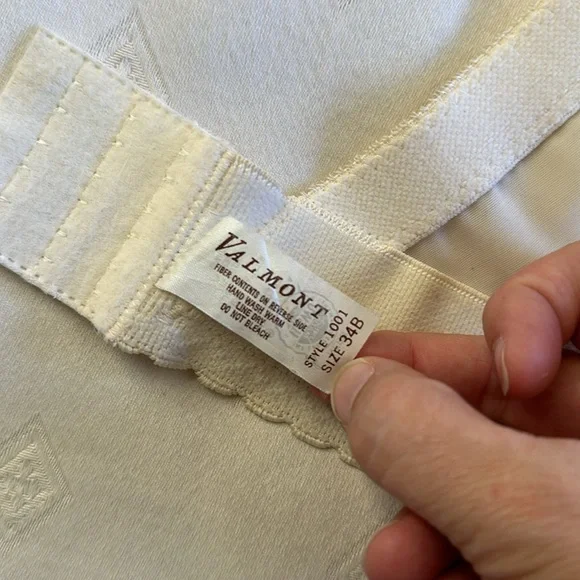 VALMONT
FIBER CONTENTS ON REVERSE SIDE
HAND WASH WARM
LINE DRY
DO NOT BLEACH
STYLE 1001
SIZE 34B